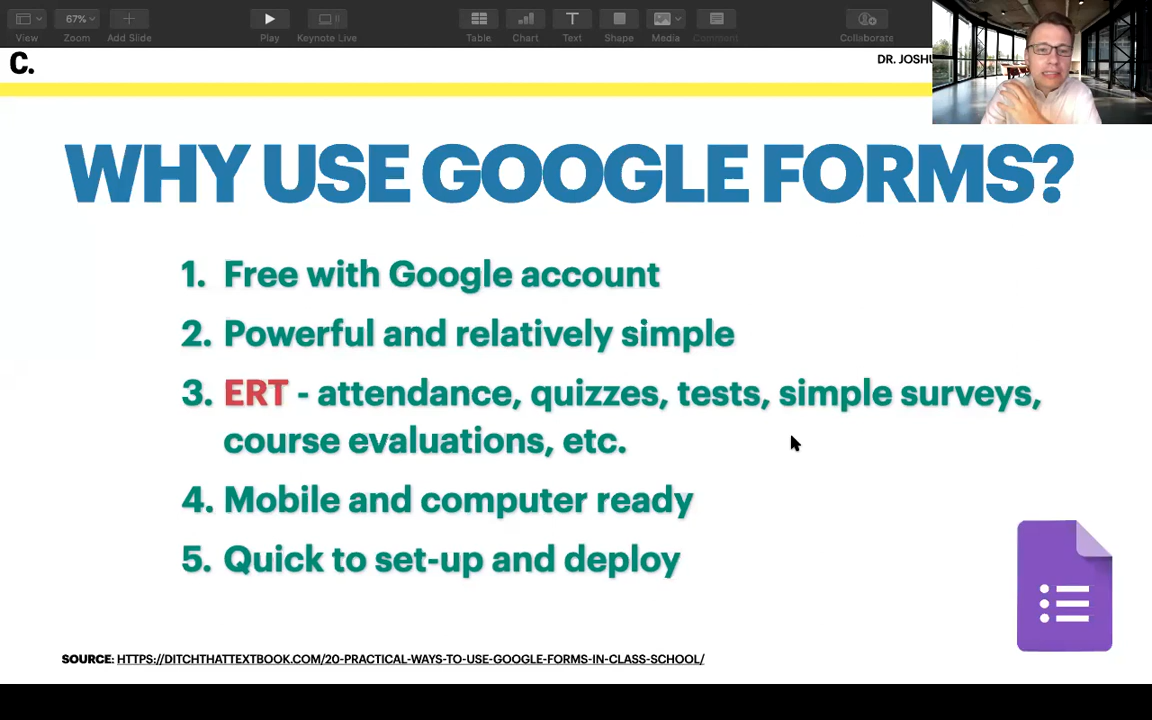 67%
View
Zoom
Add Slide
Play
Keynote Live
Table
Chart
Text
Shape
Media
Comment
Collaborate
C.
DR. JOSHU
WHY USE GOOGLE FORMS?
1. Free with Google account
2. Powerful and relatively simple
3. ERT - attendance, quizzes, tests, simple surveys,
course evaluations, etc.
4. Mobile and computer ready
5. Quick to set-up and deploy
SOURCE: HTTPS://DITCHTHATTEXTBOOK.COM/20-PRACTICAL-WAYS-TO-USE-GOOGLE-FORMS-IN-CLASS-SCHOOL/